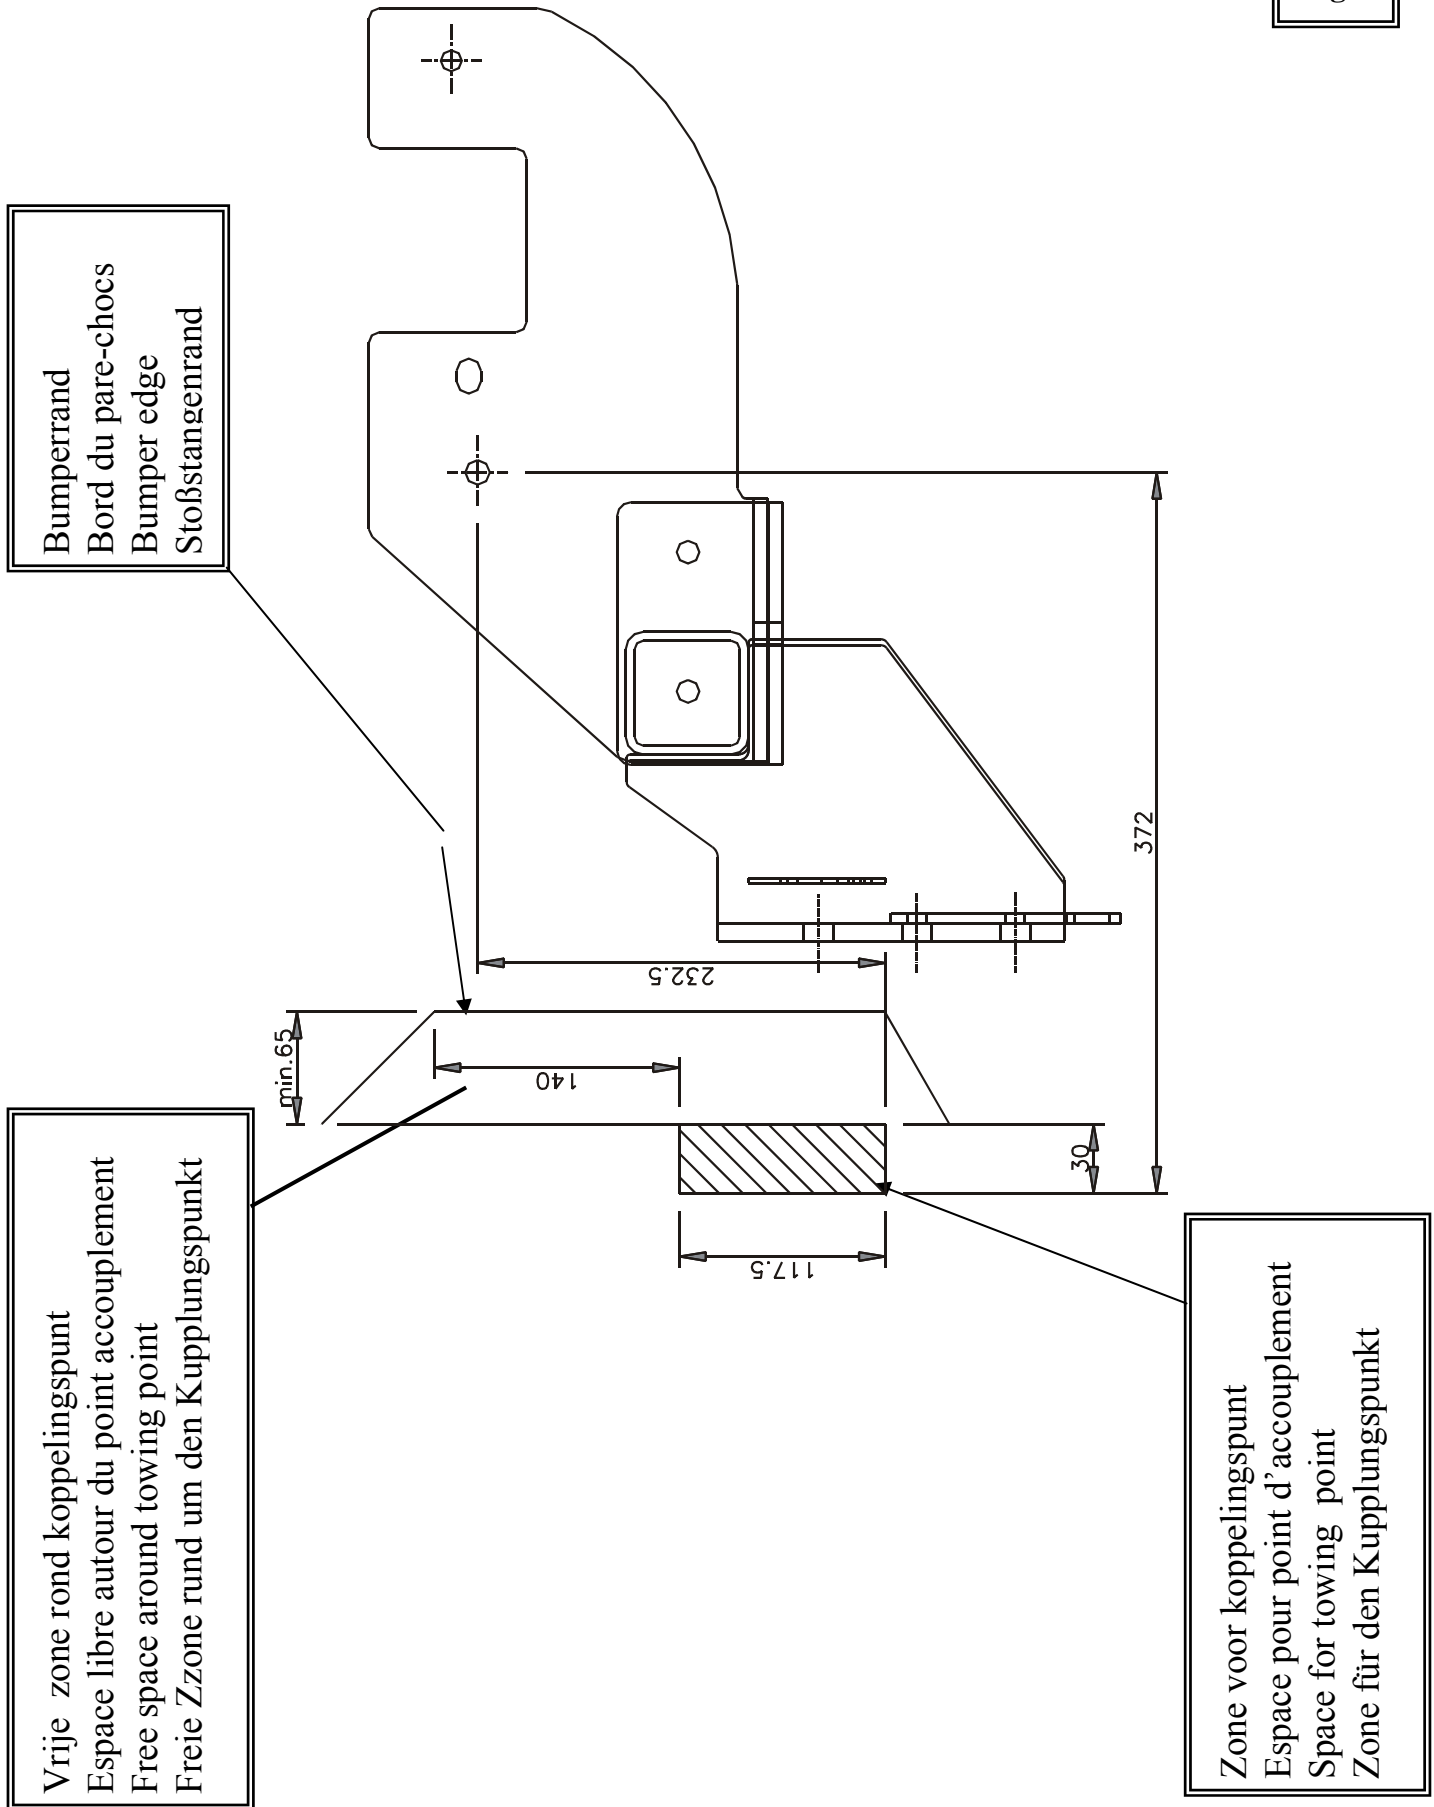 Bumperrand
Bord du pare-chocs
Bumper edge
Stoßstangenrand
Vrije zone rond koppelingspunt
Espace libre autour du point accouplement
Free space around towing point
Freie Zzone rund um den Kupplungspunkt
min.65
140
232.5
117.5
30
372
Zone voor koppelingspunt
Espace pour point d'accouplement
Space for towing point
Zone für den Kupplungspunkt